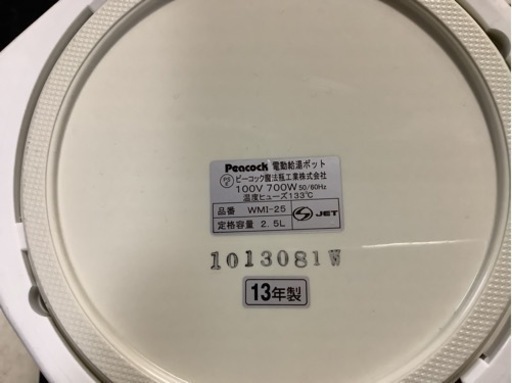 Peacock 電動給湯ポット
PS E ピーコック魔法瓶工業株式会社
100V 700W 50/60Hz
温度ヒューズ133℃
品番 WMI-25
定格容量 2.5L
S JET
1013081W
13年製